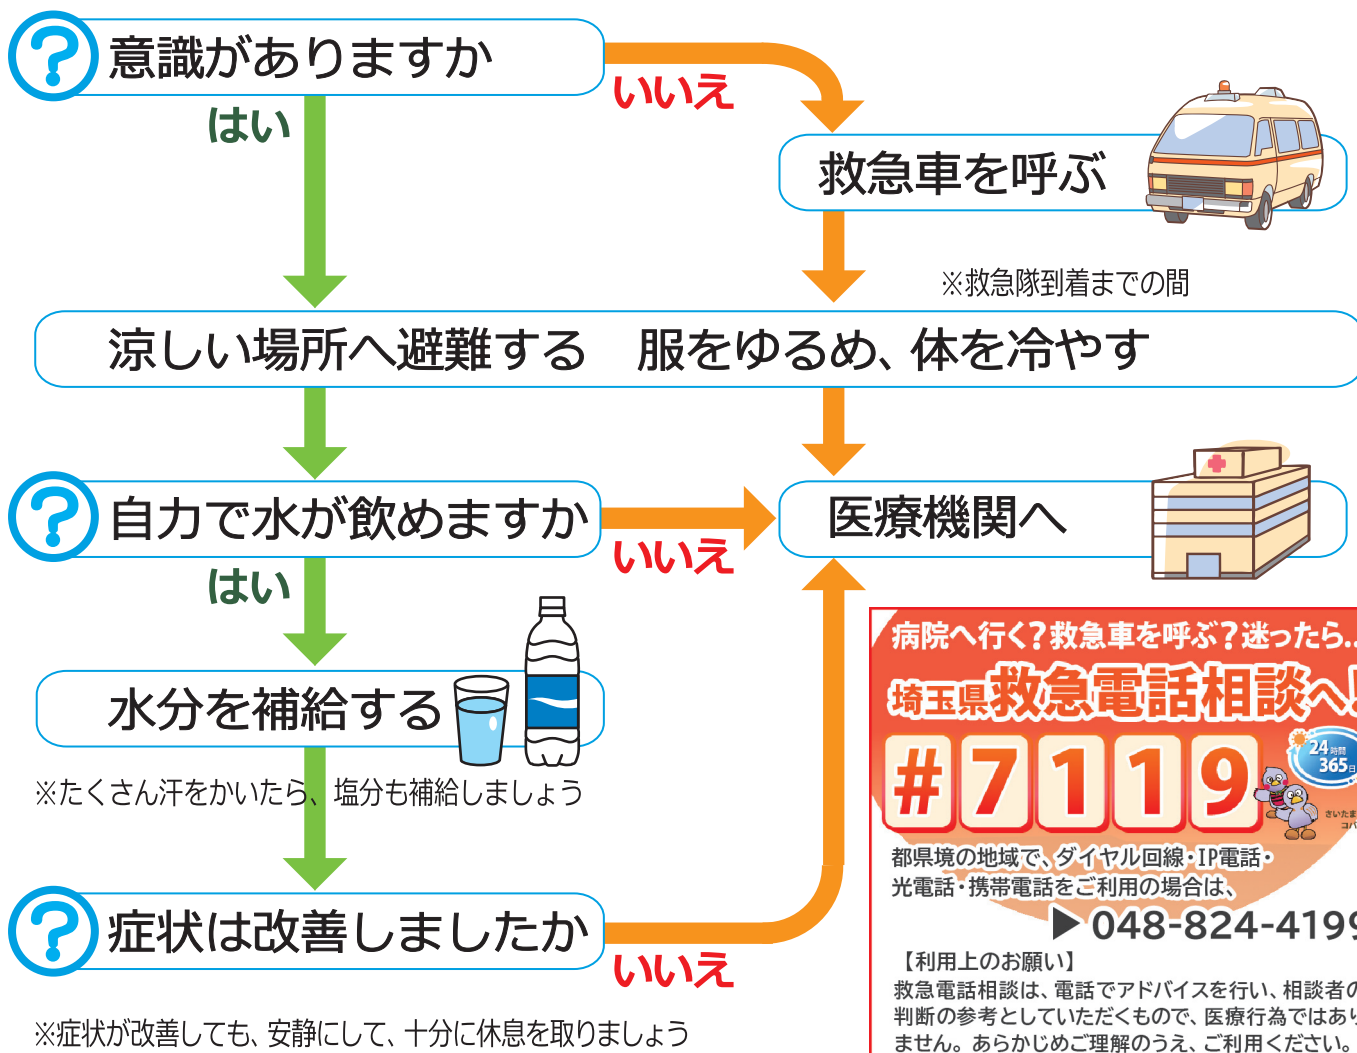 意識がありますか
はい
いいえ
救急車を呼ぶ
※救急隊到着までの間
涼しい場所へ避難する 服をゆるめ、体を冷やす
自力で水が飲めますか
はい
いいえ
医療機関へ
水分を補給する
※たくさん汗をかいたら、塩分も補給しましょう
症状は改善しましたか
いいえ
※症状が改善しても、安静にして、十分に休息を取りましょう
病院へ行く?救急車を呼ぶ?迷ったら..
埼玉県救急電話相談へ!
#7119
24時間
365日
さいたま
コバ
都県境の地域で、ダイヤル回線・IP電話・
光電話・携帯電話をご利用の場合は、
▶048-824-4199
【利用上のお願い】
救急電話相談は、電話でアドバイスを行い、相談者の
判断の参考としていただくもので、医療行為ではあり
ません。あらかじめご理解のうえ、ご利用ください。